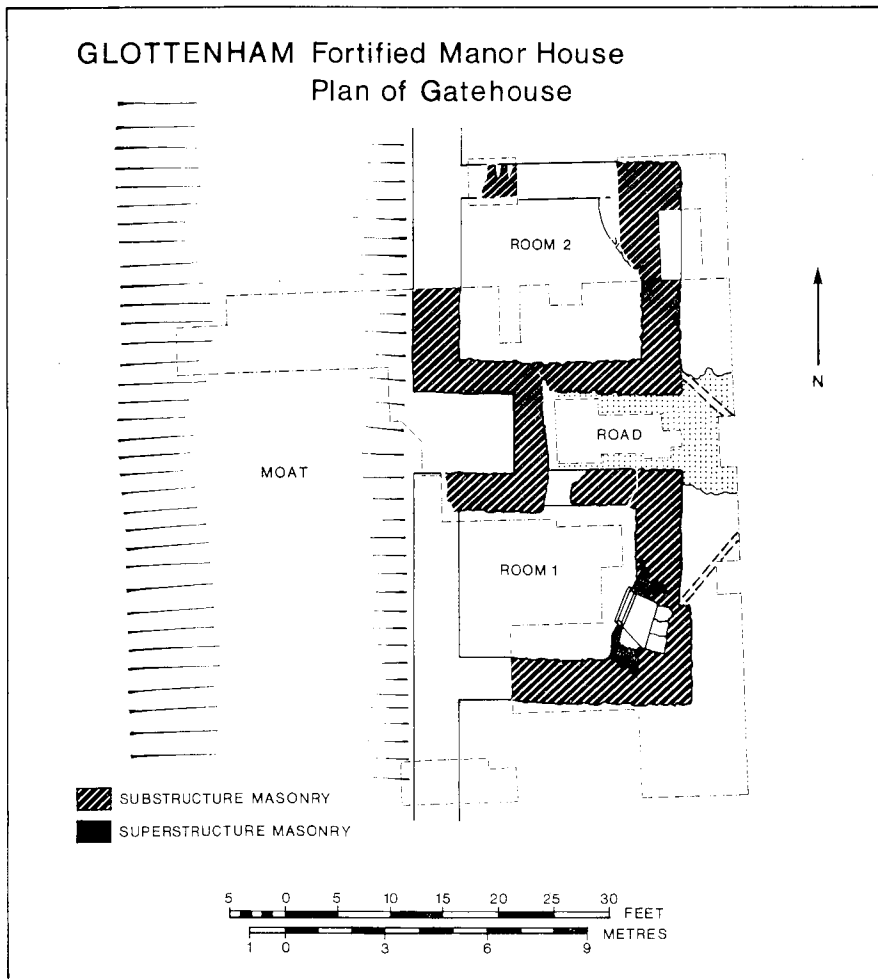 GLOTTENHAM Fortified Manor House
Plan of Gatehouse
ROOM 2
N
ROAD
MOAT
ROOM 1
SUBSTRUCTURE MASONRY
SUPERSTRUCTURE MASONRY
5 0 5 10 15 20 25 30
FEET
METRES
1 0 3 6 9